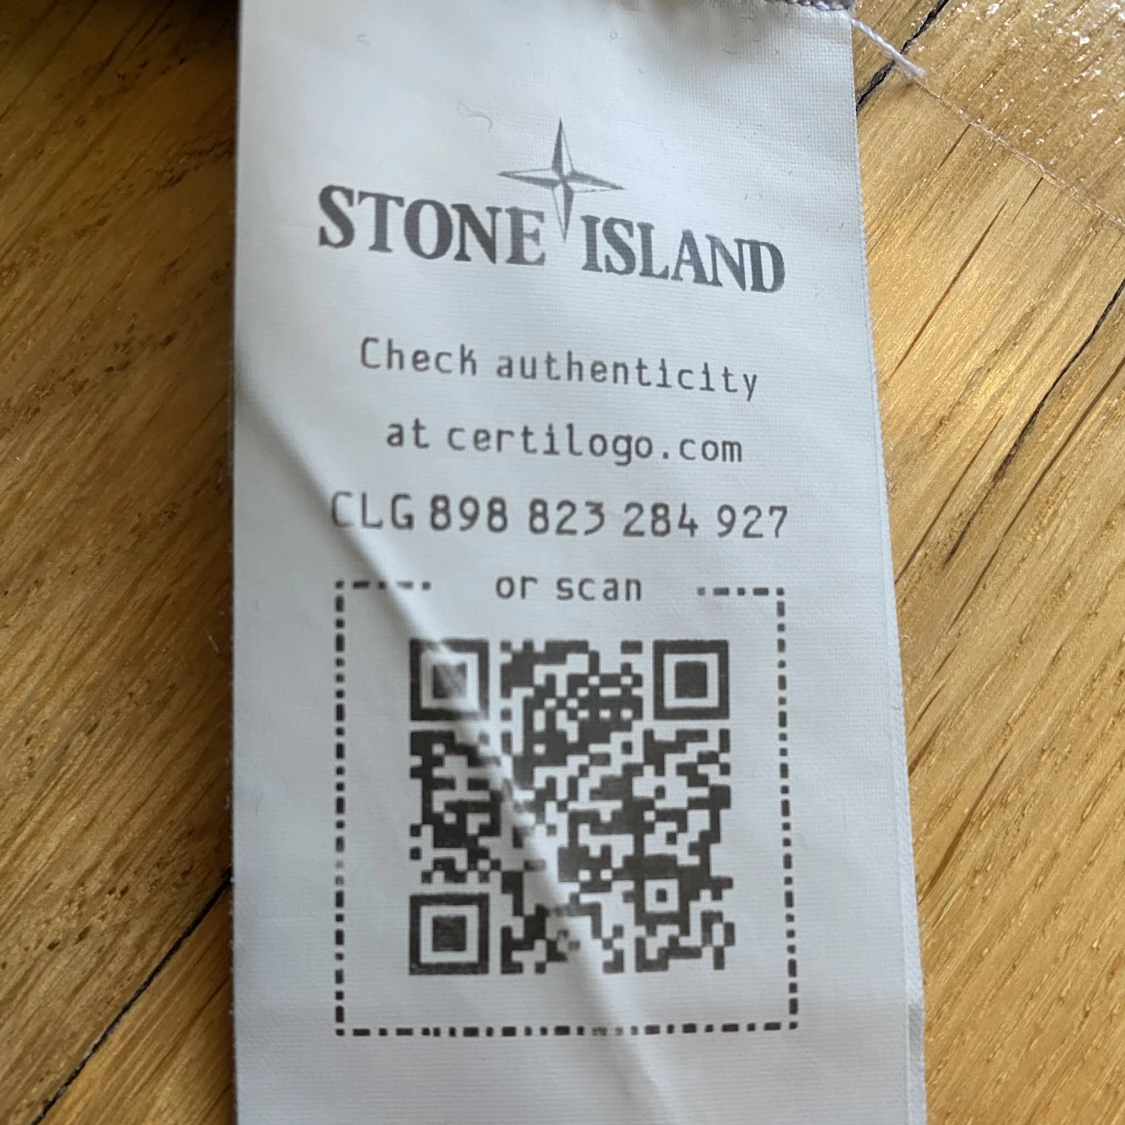 STONE ISLAND
Check authenticity
at certilogo.com
CLG 898 823 284 927
or scan